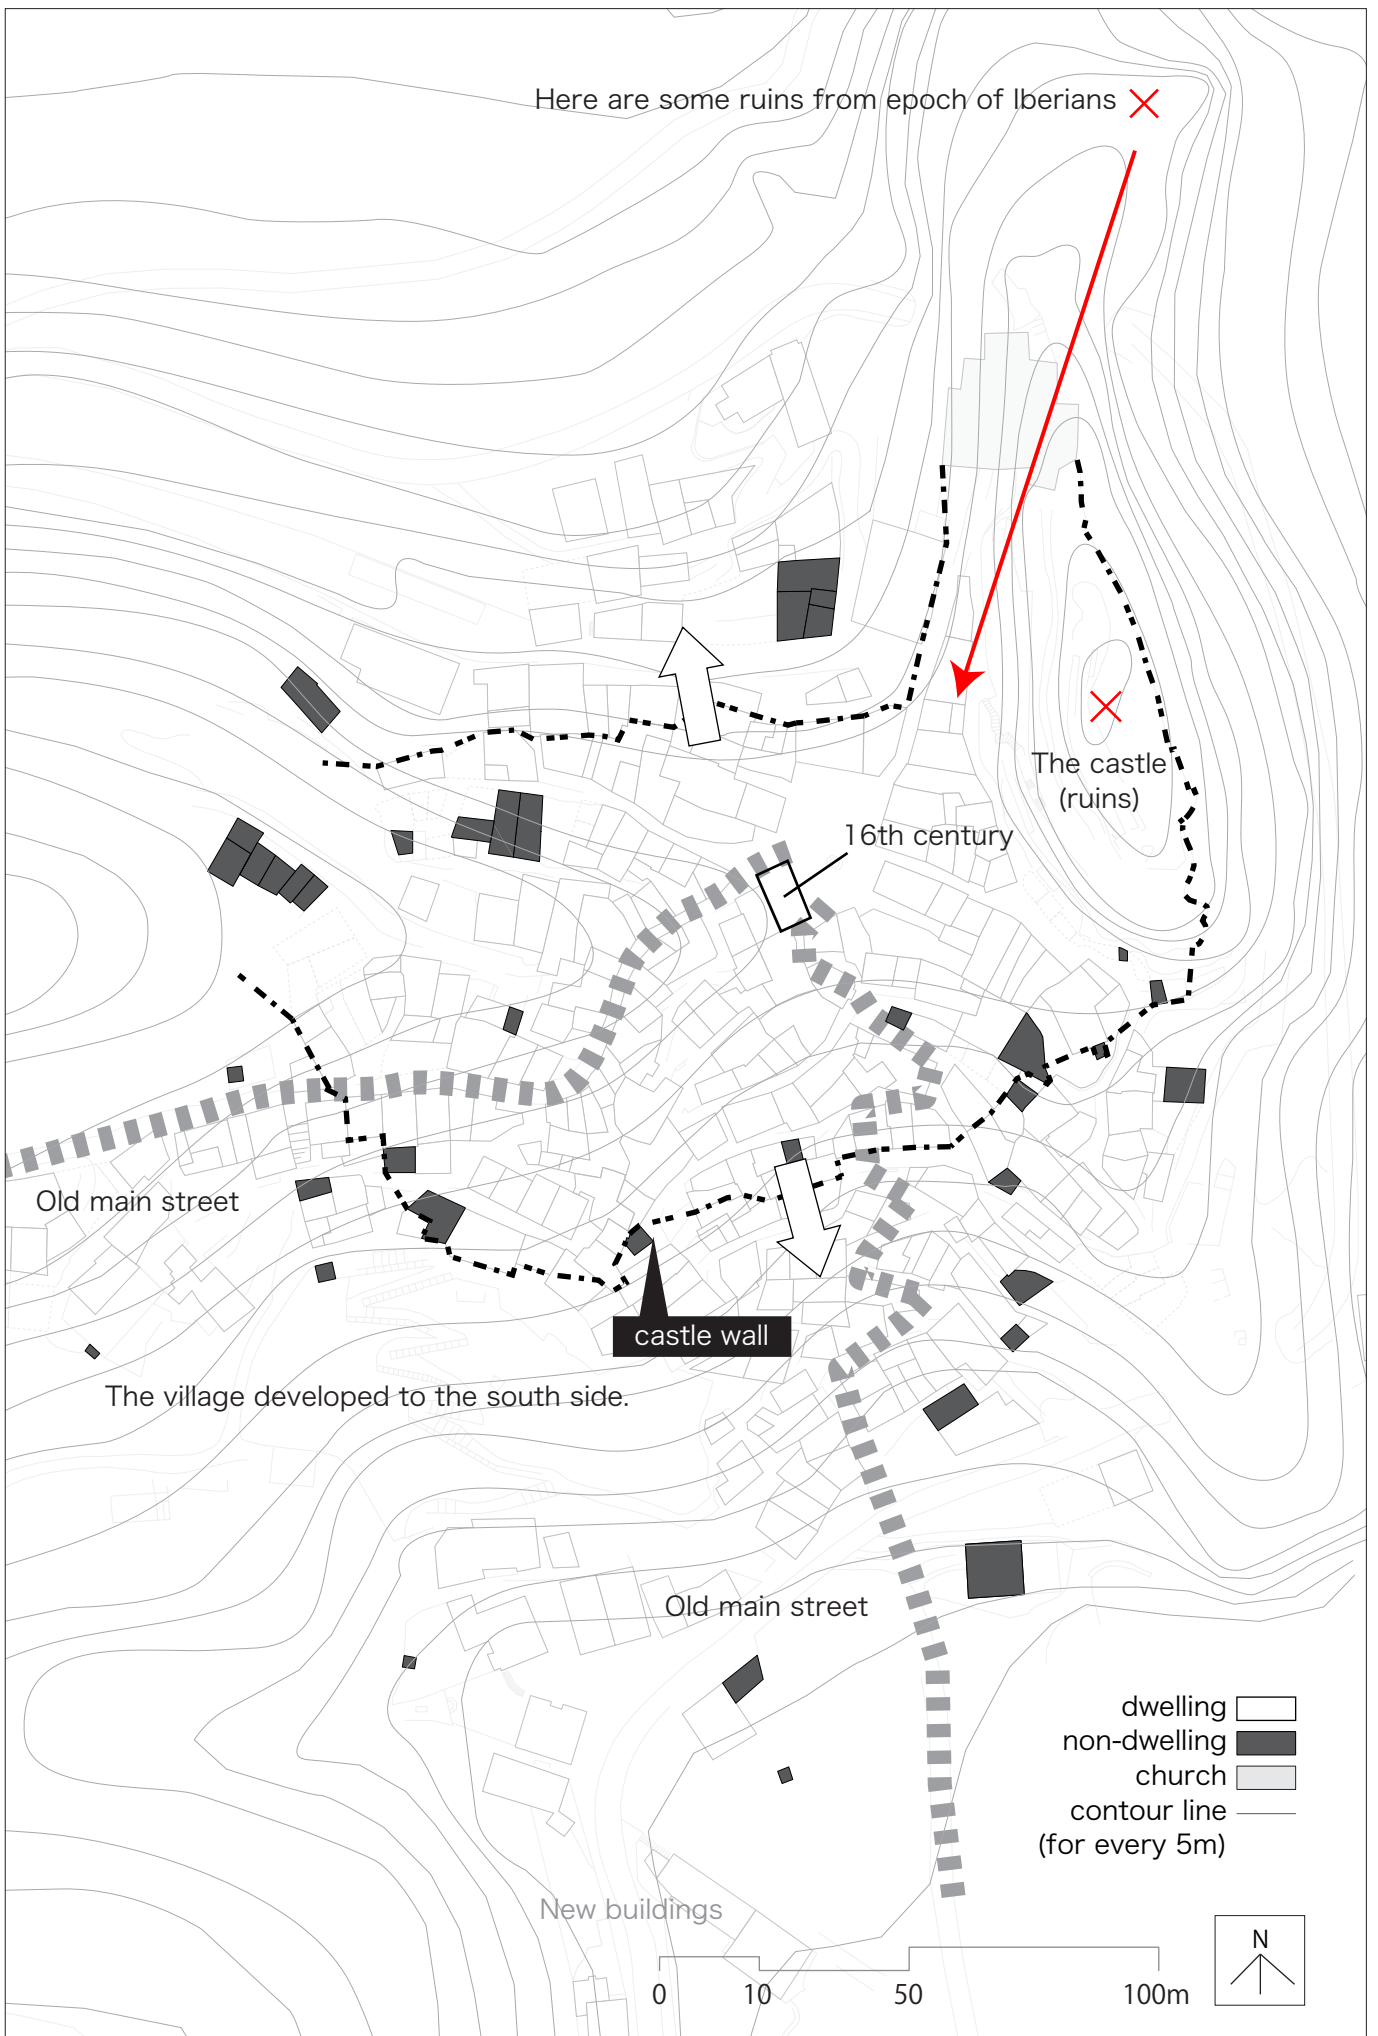 Here are some ruins from epoch of Iberians
The castle
(ruins)
16th century
Old main street
castle wall
The village developed to the south side.
Old main street
dwelling
non-dwelling
church
contour line
(for every 5m)
New buildings
N
0 10 50 100m